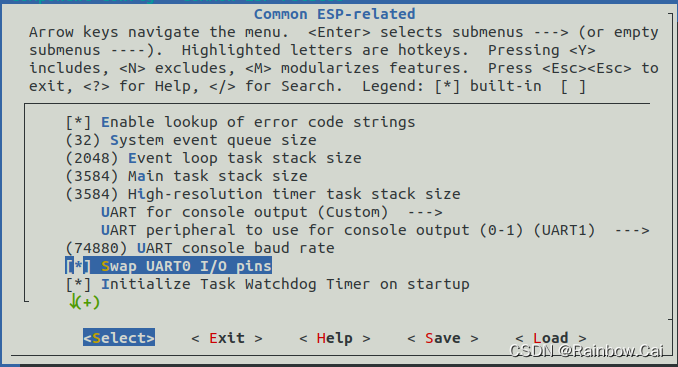 Common ESP-related
Arrow keys navigate the menu.  <Enter> selects submenus ---> (or empty
submenus ----).  Highlighted letters are hotkeys.  Pressing <Y>
includes, <N> excludes, <M> modularizes features.  Press <Esc><Esc> to
exit, <?> for Help, </> for Search.  Legend: [*] built-in  [ ]
[*] Enable lookup of error code strings
(32) System event queue size
(2048) Event loop task stack size
(3584) Main task stack size
(3584) High-resolution timer task stack size
UART for console output (Custom)  --->
UART peripheral to use for console output (0-1) (UART1)  --->
(74880) UART console baud rate
[*] Swap UART0 I/O pins
[*] Initialize Task Watchdog Timer on startup
↓(+)
<Select>    < Exit >    < Help >    < Save >    < Load >
CSDN @Rainbow.Cai